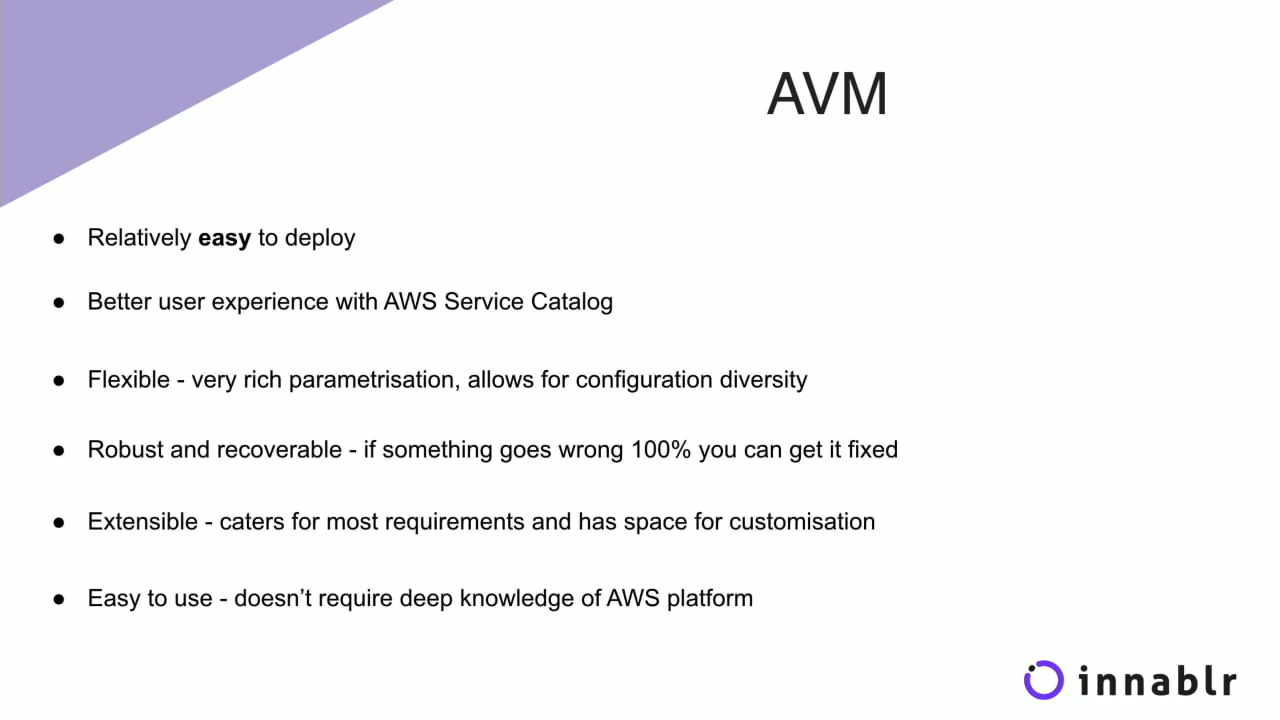 AVM
● Relatively easy to deploy
● Better user experience with AWS Service Catalog
● Flexible - very rich parametrisation, allows for configuration diversity
● Robust and recoverable - if something goes wrong 100% you can get it fixed
● Extensible - caters for most requirements and has space for customisation
● Easy to use - doesn’t require deep knowledge of AWS platform
innablr